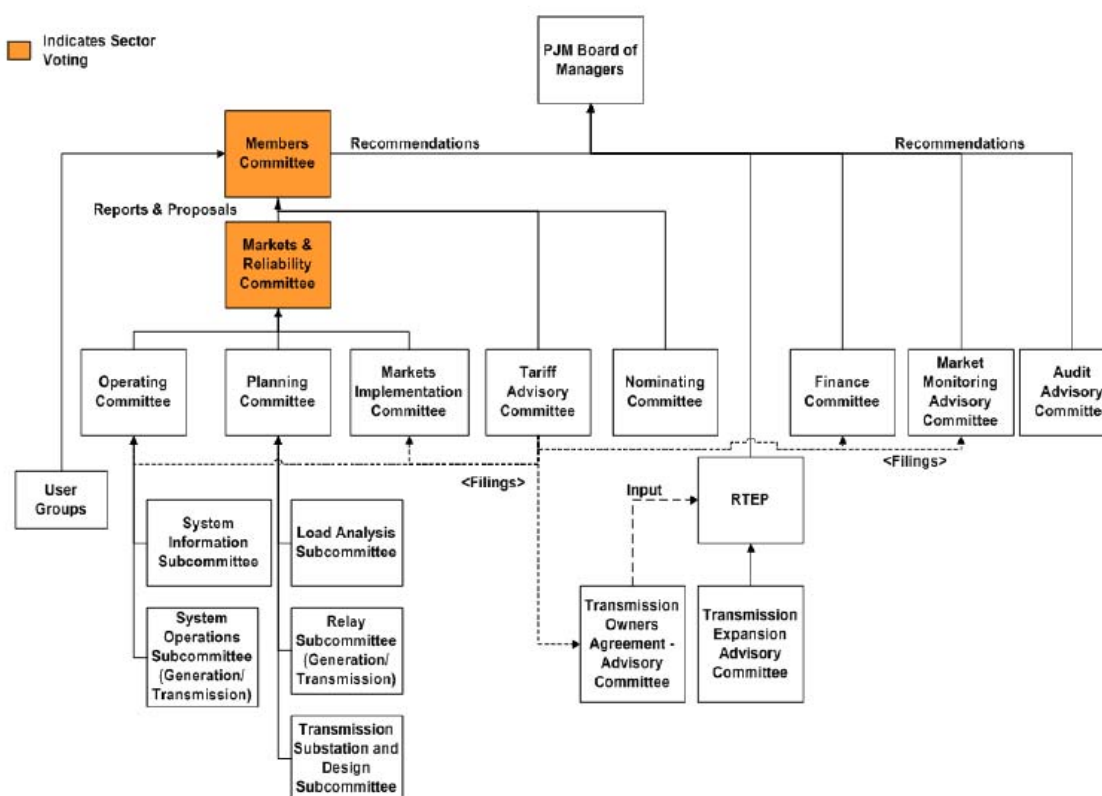 Indicates Sector
Voting
PJM Board of
Managers
Members
Committee
Recommendations
Recommendations
Reports & Proposals
Markets &
Reliability
Committee
Operating
Committee
Planning
Committee
Markets
Implementation
Committee
Tariff
Advisory
Committee
Nominating
Committee
Finance
Committee
Market
Monitoring
Advisory
Committee
Audit
Advisory
Committee
<Filings>
<Filings>
User
Groups
Input
RTEP
System
Information
Subcommittee
Load Analysis
Subcommittee
System
Operations
Subcommittee
(Generation/
Transmission)
Relay
Subcommittee
(Generation/
Transmission)
Transmission
Owners
Agreement -
Advisory
Committee
Transmission
Expansion
Advisory
Committee
Transmission
Substation and
Design
Subcommittee